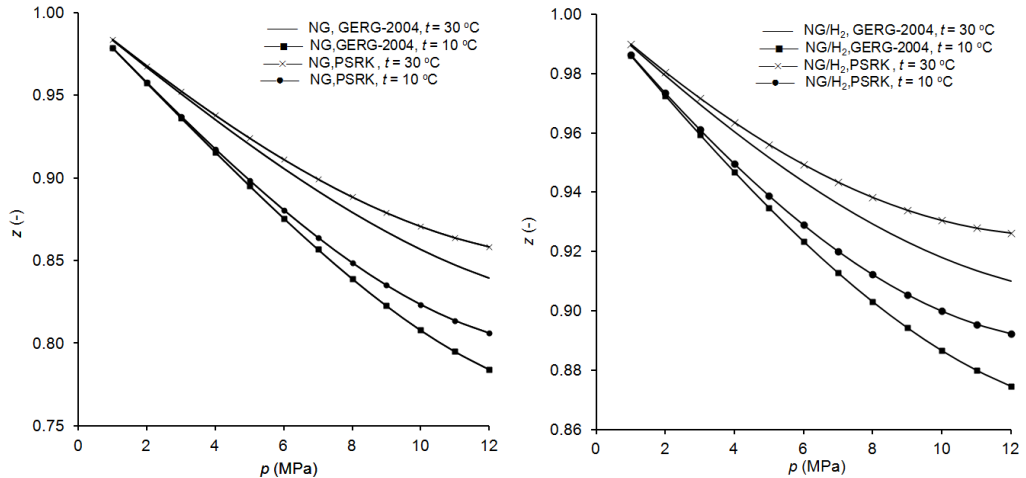 NG, GERG-2004, t = 30 °C
NG,GERG-2004, t = 10 °C
NG,PSRK, t = 30 °C
NG,PSRK, t = 10 °C
1.00
0.95
0.90
0.85
0.80
0.75
z (-)
0 2 4 6 8 10 12
p (MPa)
NG/H₂, GERG-2004, t = 30 °C
NG/H₂,GERG-2004, t = 10 °C
NG/H₂,PSRK, t = 30 °C
NG/H₂,PSRK, t = 10 °C
1.00
0.98
0.96
0.94
0.92
0.90
0.88
0.86
z (-)
0 2 4 6 8 10 12
p (MPa)